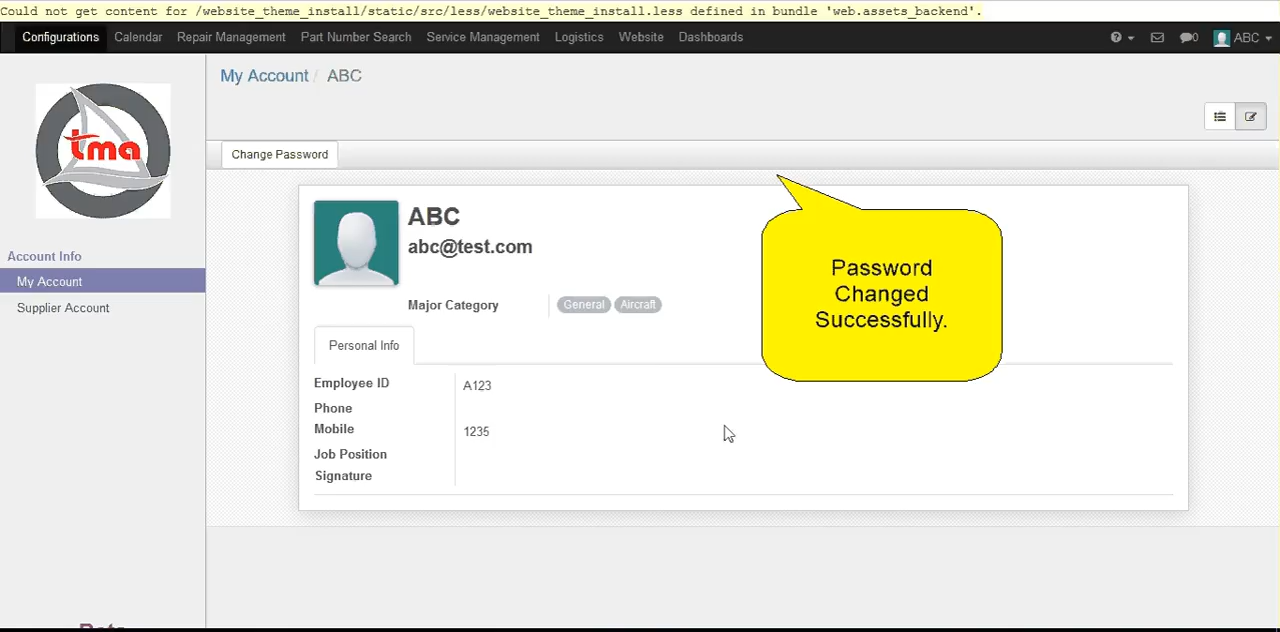 Could not get content for /website_theme_install/static/src/less/website_theme_install.less defined in bundle 'web.assets_backend'.
Configurations Calendar Repair Management Part Number Search Service Management Logistics Website Dashboards 0 ABC
My Account / ABC
tma
Change Password
ABC
abc@test.com
Password
Changed
Successfully.
Account Info
My Account
Supplier Account
Major Category General Aircraft
Personal Info
Employee ID A123
Phone
Mobile 1235
Job Position
Signature